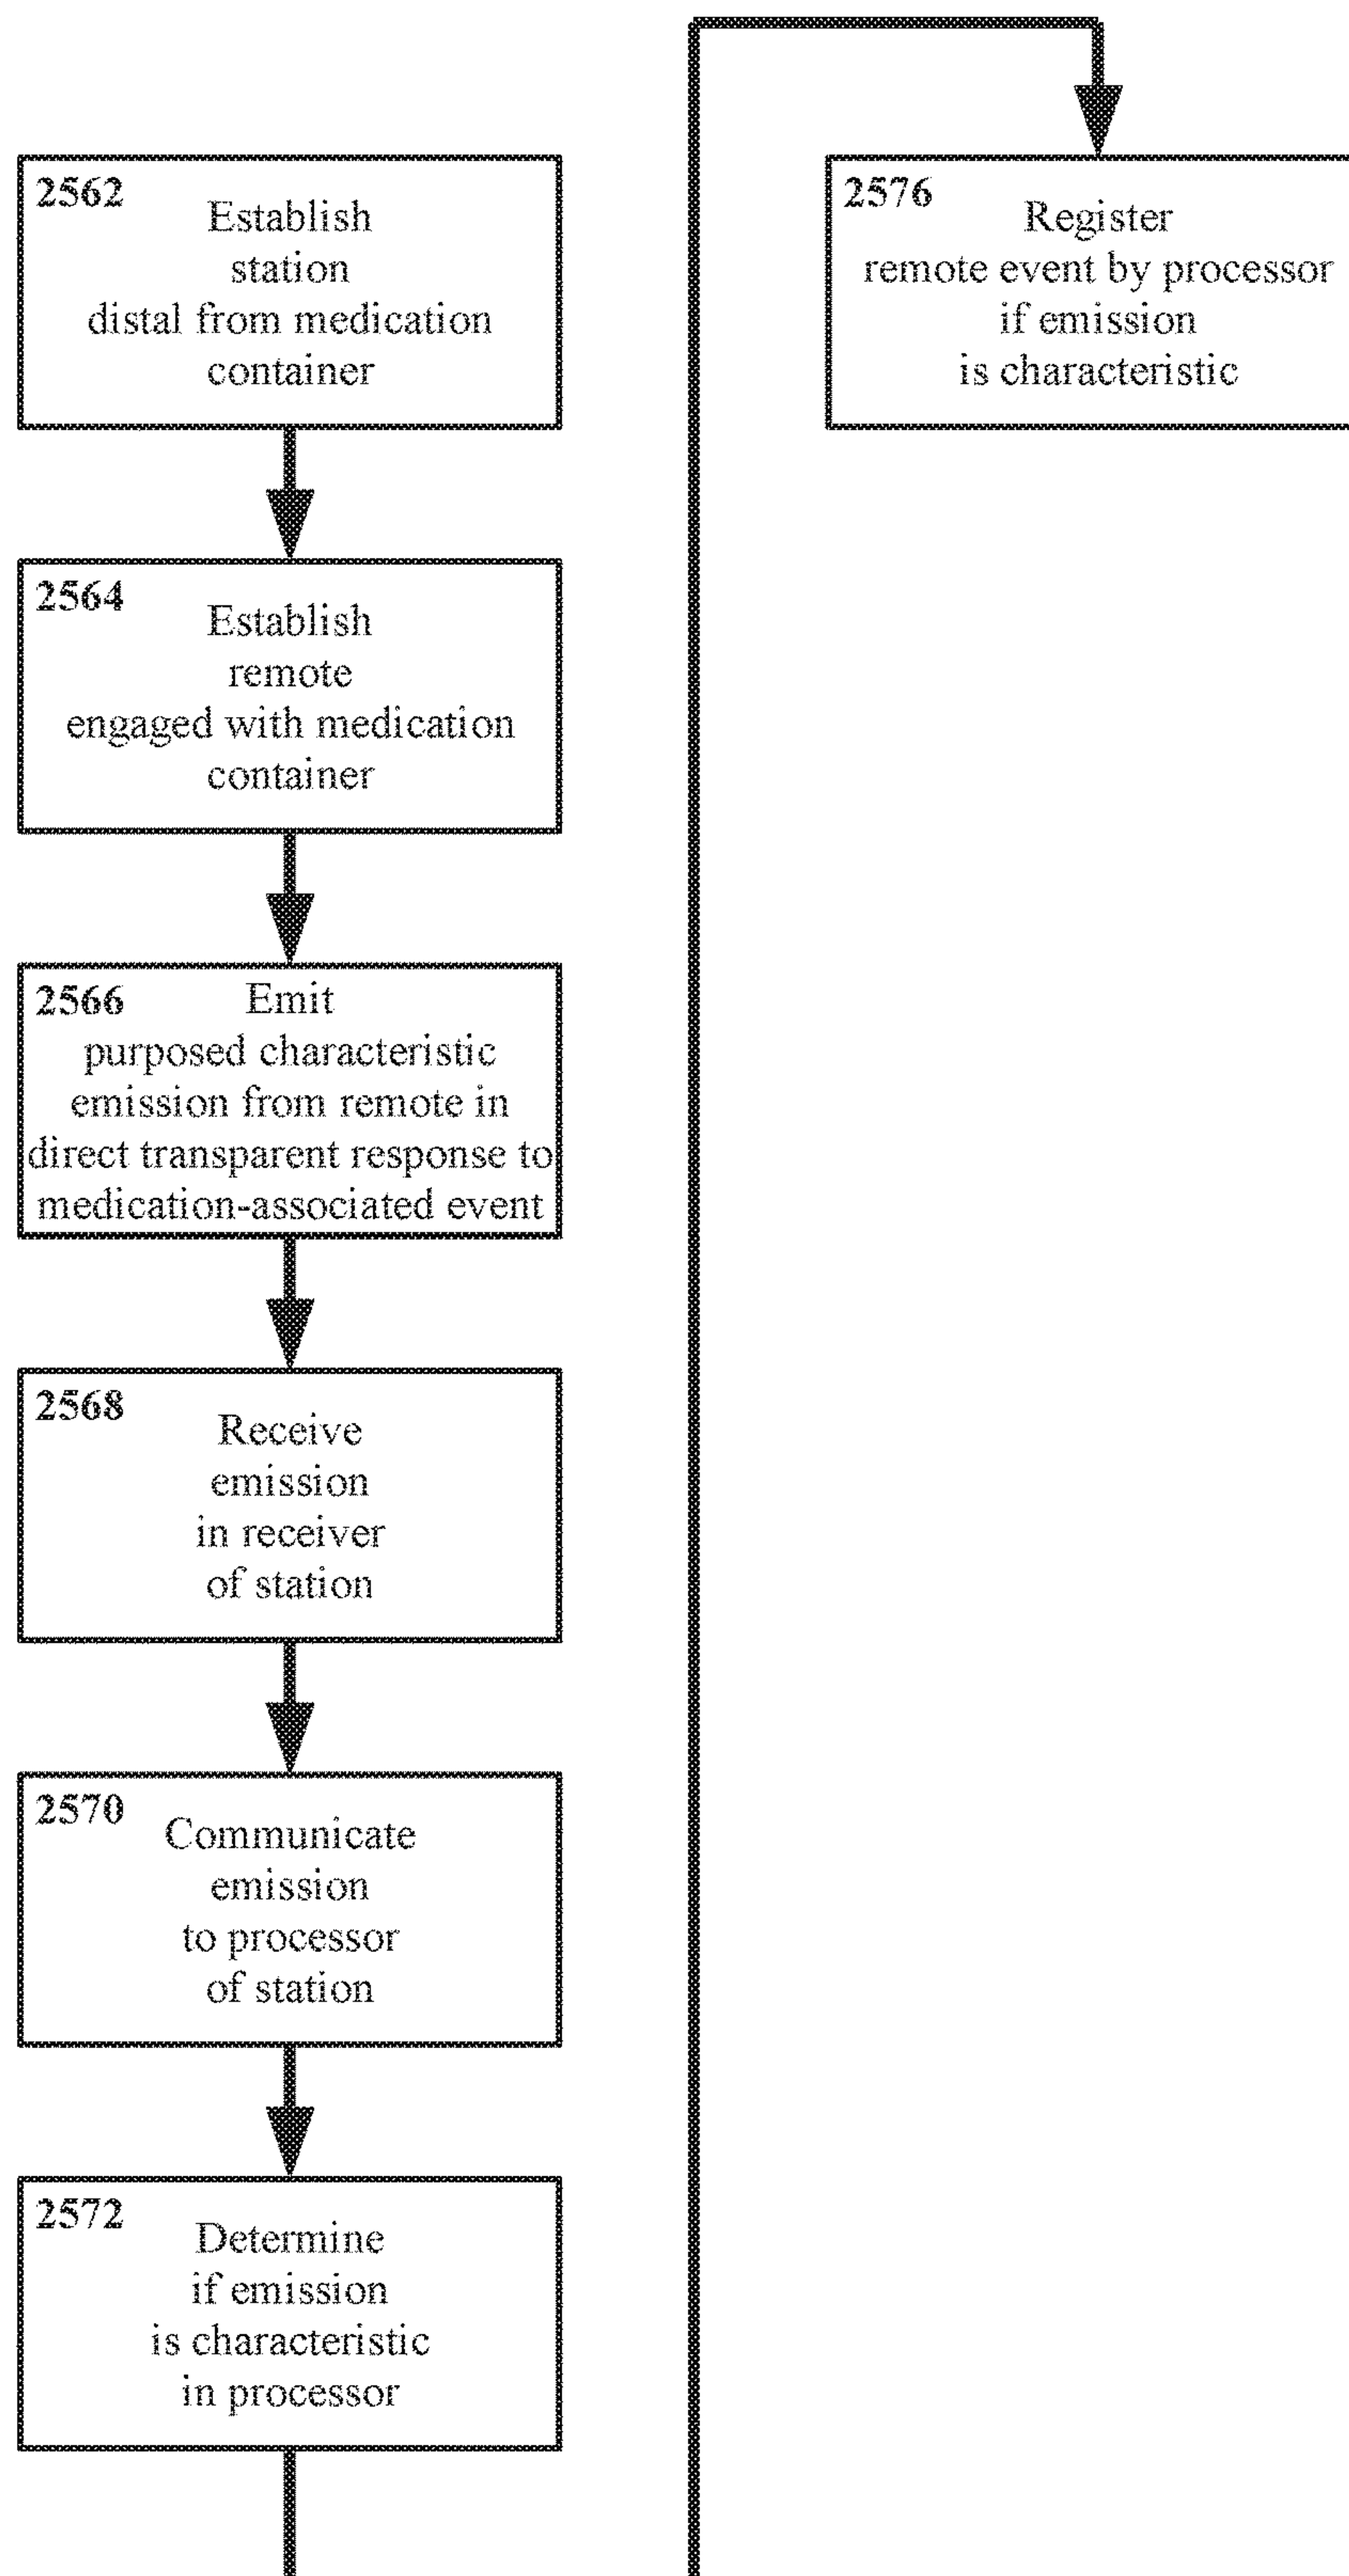 2562
Establish
station
distal from medication
container
2564
Establish
remote
engaged with medication
container
2566 Emit
purposed characteristic
emission from remote in
direct transparent response to
medication-associated event
2568
Receive
emission
in receiver
of station
2570
Communicate
emission
to processor
of station
2572
Determine
if emission
is characteristic
in processor
2576
Register
remote event by processor
if emission
is characteristic